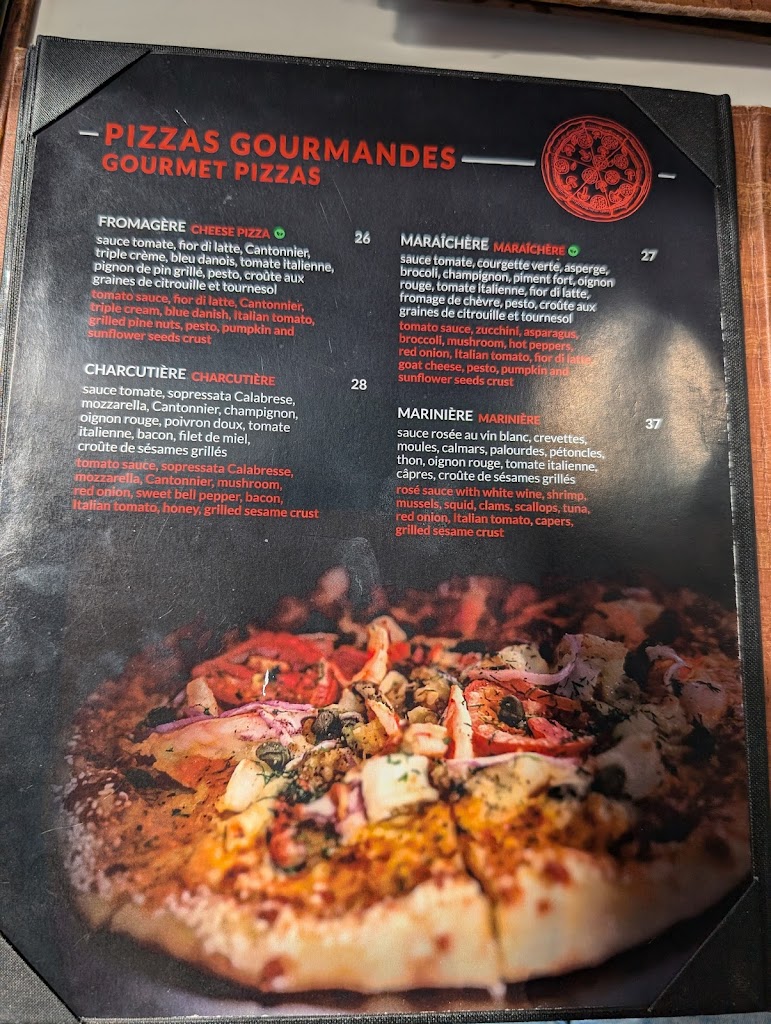 PIZZAS GOURMANDES
GOURMET PIZZAS
FROMAGÈRE CHEESE PIZZA 26
sauce tomate, fior di latte, Cantonnier,
triple crème, bleu danois, tomate italienne,
pignon de pin grillé, pesto, croûte aux
graines de citrouille et tournesol
tomato sauce, fior di latte, Cantonnier,
triple cream, blue danish, Italian tomato,
grilled pine nuts, pesto, pumpkin and
sunflower seeds crust
CHARCUTIÈRE CHARCUTIÈRE 28
sauce tomate, sopressata Calabrese,
mozzarella, Cantonnier, champignon,
oignon rouge, poivron doux, tomate
italienne, bacon, filet de miel,
croûte de sésames grillés
tomato sauce, sopressata Calabresse,
mozzarella, Cantonnier, mushroom,
red onion, sweet bell pepper, bacon,
Italian tomato, honey, grilled sesame crust
MARAÎCHÈRE MARAÎCHÈRE 27
sauce tomate, courgette verte, asperge,
brocoli, champignon, piment fort, oignon
rouge, tomate italienne, fior di latte,
fromage de chèvre, pesto, croûte aux
graines de citrouille et tournesol
tomato sauce, zucchini, asparagus,
broccoli, mushroom, hot peppers,
red onion, Italian tomato, fior di latte,
goat cheese, pesto, pumpkin and
sunflower seeds crust
MARINIÈRE MARINIÈRE 37
sauce rosée au vin blanc, crevettes,
moules, calmars, palourdes, pétoncles,
thon, oignon rouge, tomate italienne,
câpres, croûte de sésames grillés
rosé sauce with white wine, shrimp,
mussels, squid, clams, scallops, tuna,
red onion, Italian tomato, capers,
grilled sesame crust